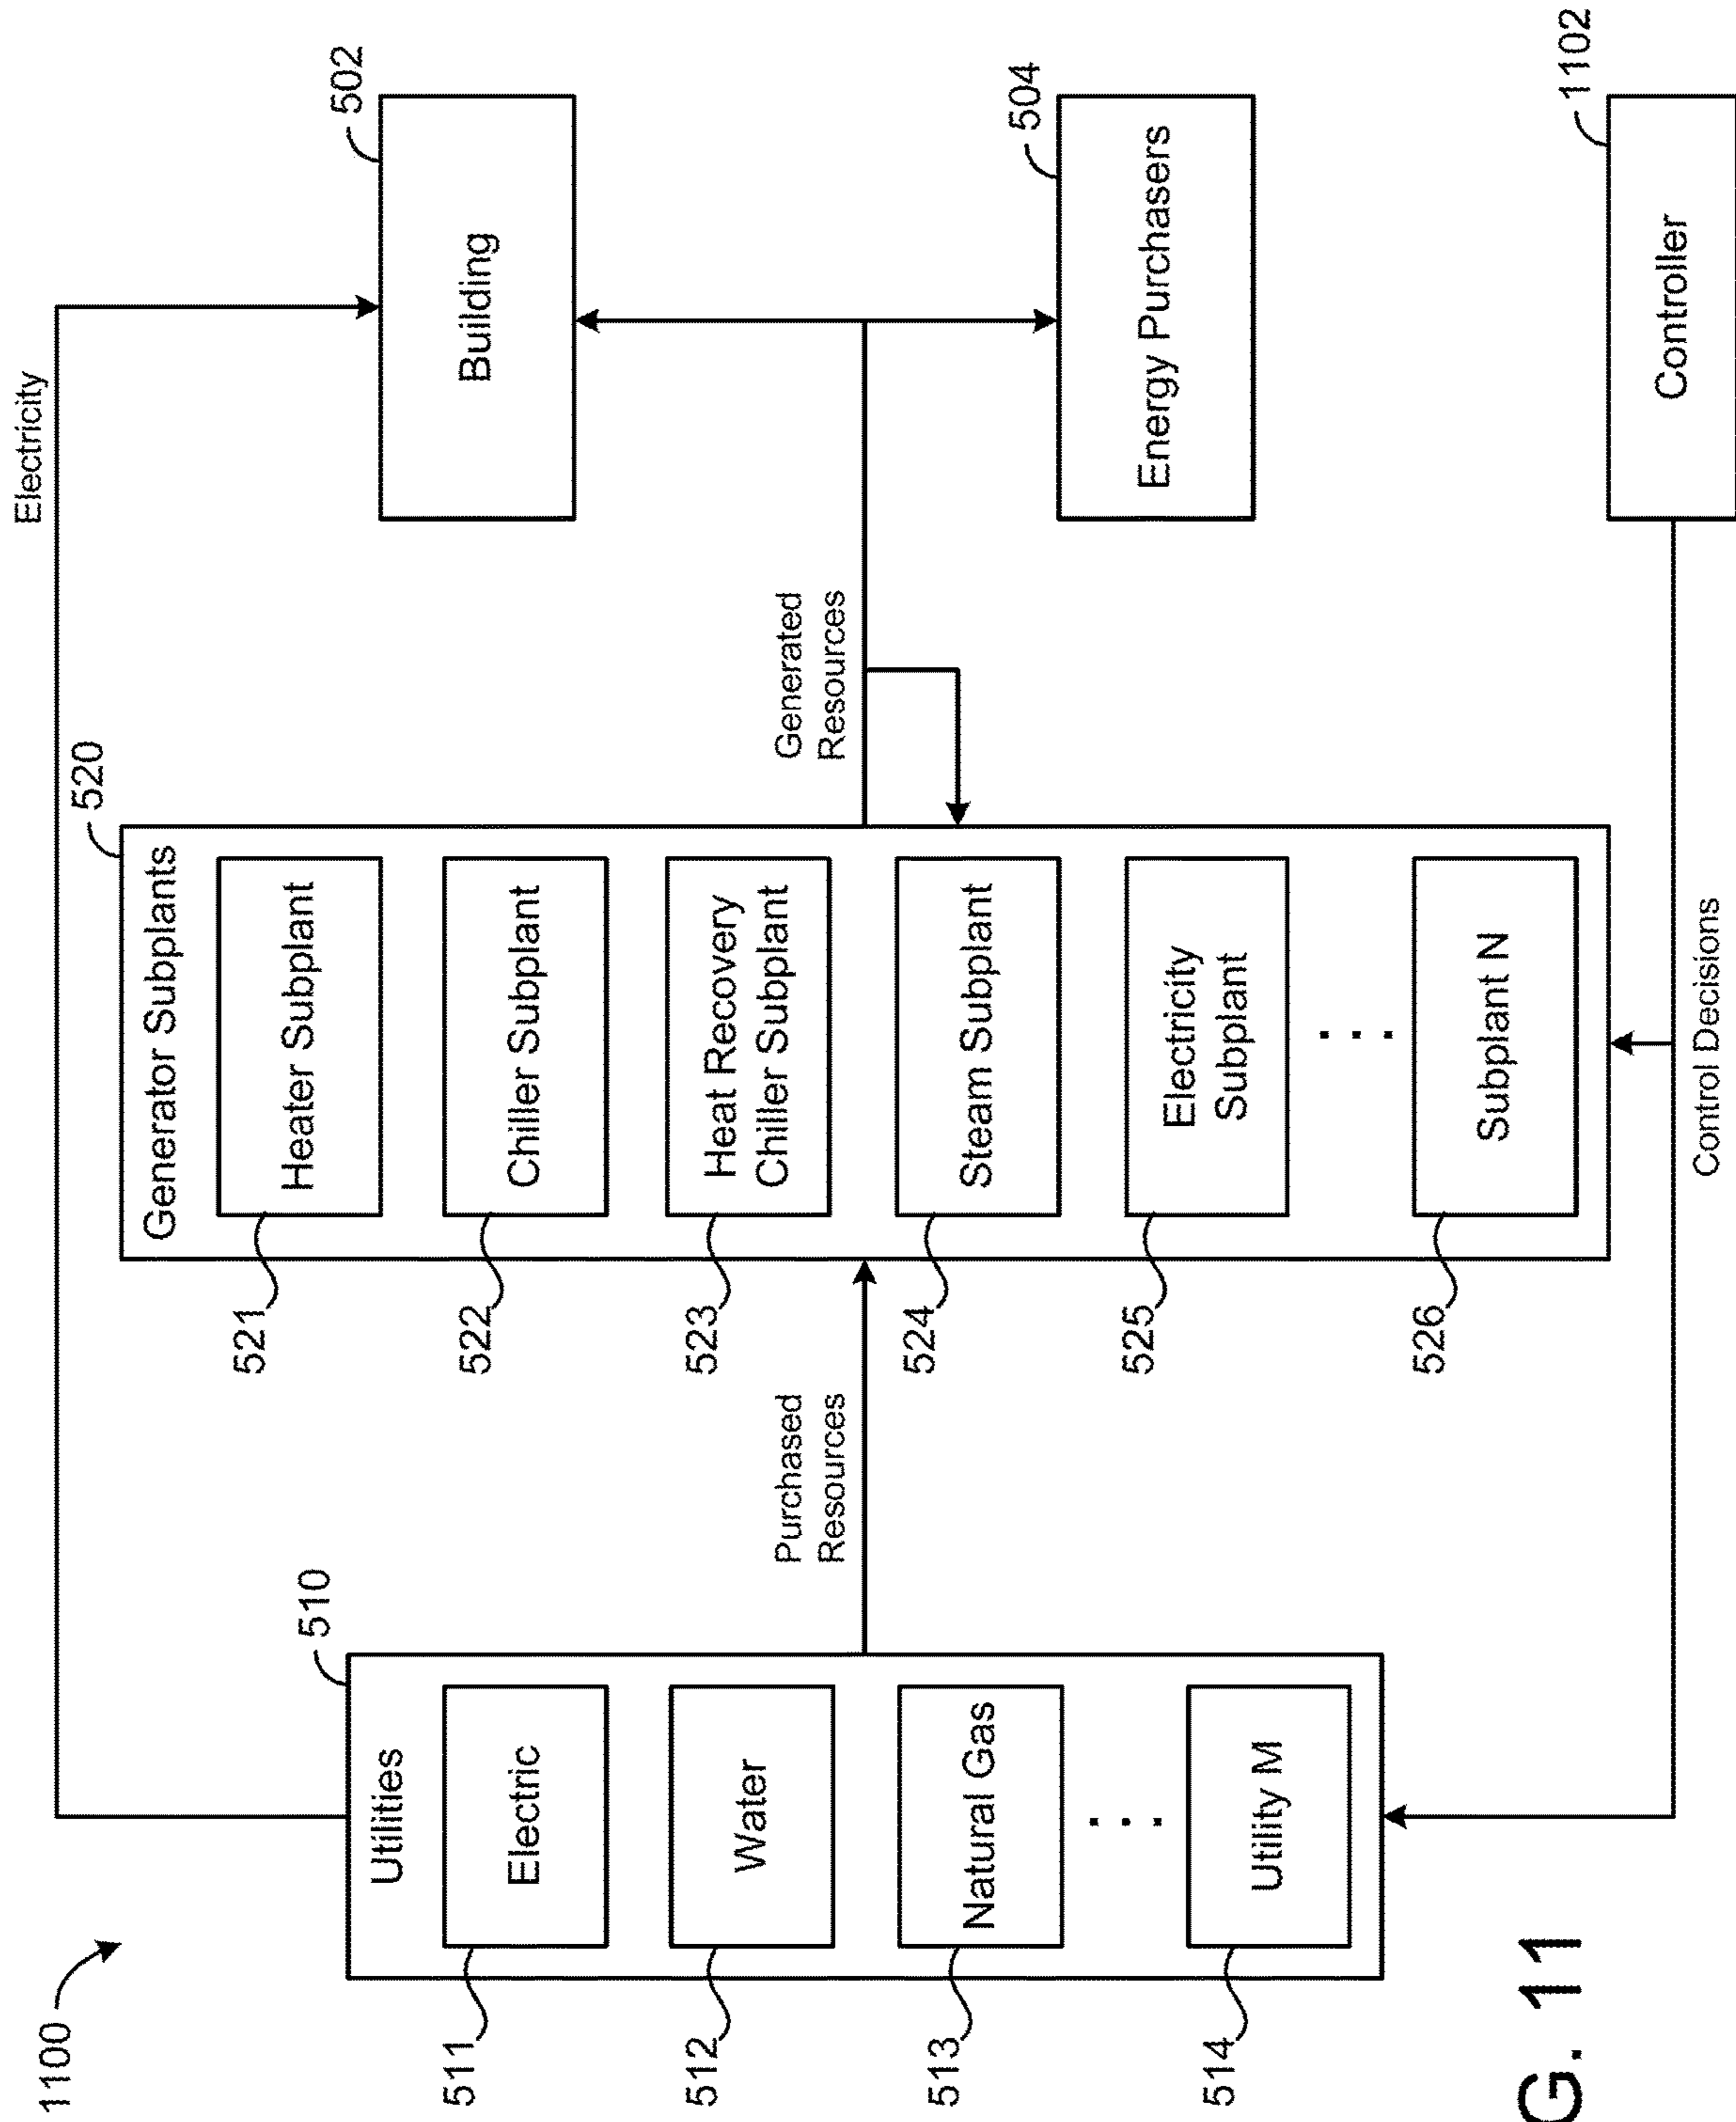 1100
Electricity
Utilities
510
Electric
511
Water
512
Natural Gas
513
. . .
Utility M
514
Purchased
Resources
Generator Subplants
520
Heater Subplant
521
Chiller Subplant
522
Heat Recovery
Chiller Subplant
523
Steam Subplant
524
Electricity
Subplant
525
. . .
Subplant N
526
Generated
Resources
Building
502
Energy Purchasers
504
Controller
1102
Control Decisions
G. 11